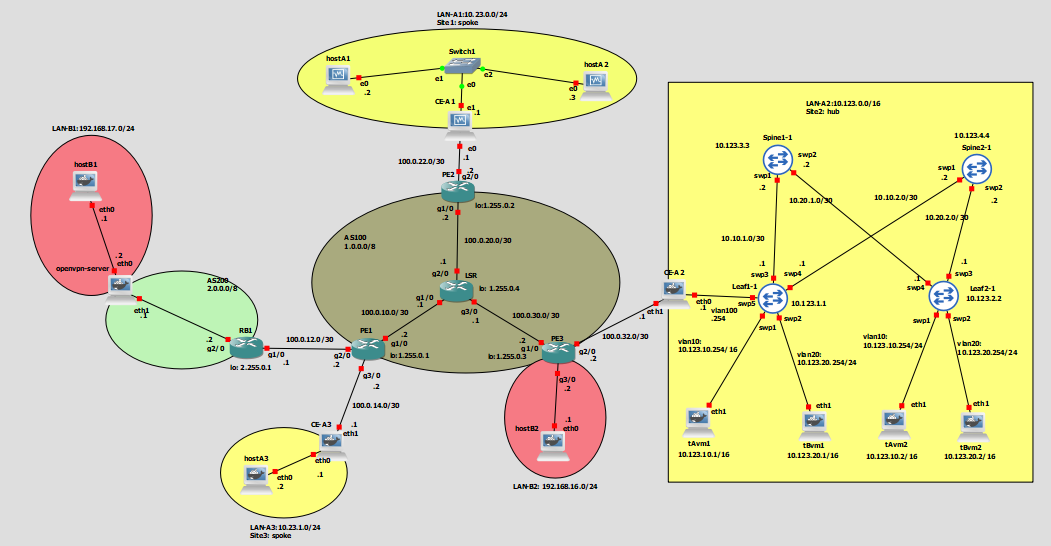 LAN-A1:10.23.0.0/24
Site1: spoke
Switch1
hostA1
hostA2
e1
e2
e0
e0
.2
e0
.3
CE-A1
e1
.1
e0
.1
100.0.22.0/30
.2
PE2
g2/0
lo:1.255.0.2
g1/0
.2
AS100
1.0.0.0/8
100.0.20.0/30
.1
g2/0
LSR
lo: 1.255.0.4
g1/0
.1
g3/0
.1
100.0.10.0/30
100.0.30.0/30
.2
g1/0
PE1
lo:1.255.0.1
g2/0
.2
g3/0
.2
.2
g1/0
PE3
lo:1.255.0.3
g2/0
.2
g3/0
.2
LAN-B1:192.168.17.0/24
hostB1
eth0
.1
.2
eth0
openvpn-server
eth1
.1
AS200
2.0.0.0/8
.2
g2/0
RB1
g1/0
.1
lo: 2.255.0.1
100.0.12.0/30
100.0.14.0/30
CE-A3
.1
eth1
hostA3
eth0
.1
eth0
.2
LAN-A3:10.23.1.0/24
Site3: spoke
.1
eth0
hostB2
LAN-B2: 192.168.16.0/24
100.0.32.0/30
CE-A2
.1
eth1
eth0
.1
vlan100
.254
LAN-A2:10.123.0.0/16
Site2: hub
Spine1-1
10.123.3.3
swp2
.2
swp1
.2
10.123.4.4
Spine2-1
swp1
.2
swp2
.2
10.20.1.0/30
10.10.2.0/30
10.20.2.0/30
10.10.1.0/30
.1
swp3
.1
swp4
Leaf1-1
swp5
10.123.1.1
swp2
swp1
.1
swp3
.1
swp4
Leaf2-1
10.123.2.2
swp1
swp2
vlan10:
10.123.10.254/16
vlan20:
10.123.20.254/24
vlan10:
10.123.10.254/24
vlan20:
10.123.20.254/24
eth1
tAvm1
10.123.10.1/16
eth1
tBvm1
10.123.20.1/16
eth1
tAvm2
10.123.10.2/16
eth1
tBvm2
10.123.20.2/16